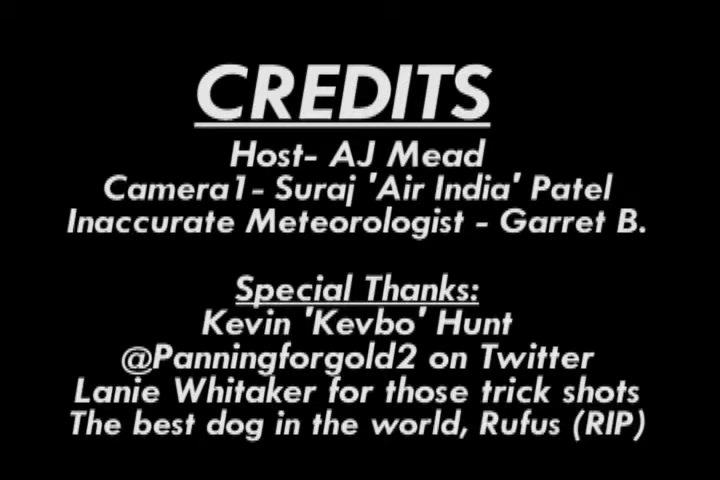 CREDITS
Host- AJ Mead
Camera1- Suraj 'Air India' Patel
Inaccurate Meteorologist - Garret B.
Special Thanks:
Kevin 'Kevbo' Hunt
@Panningforgold2 on Twitter
Lanie Whitaker for those trick shots
The best dog in the world, Rufus (RIP)